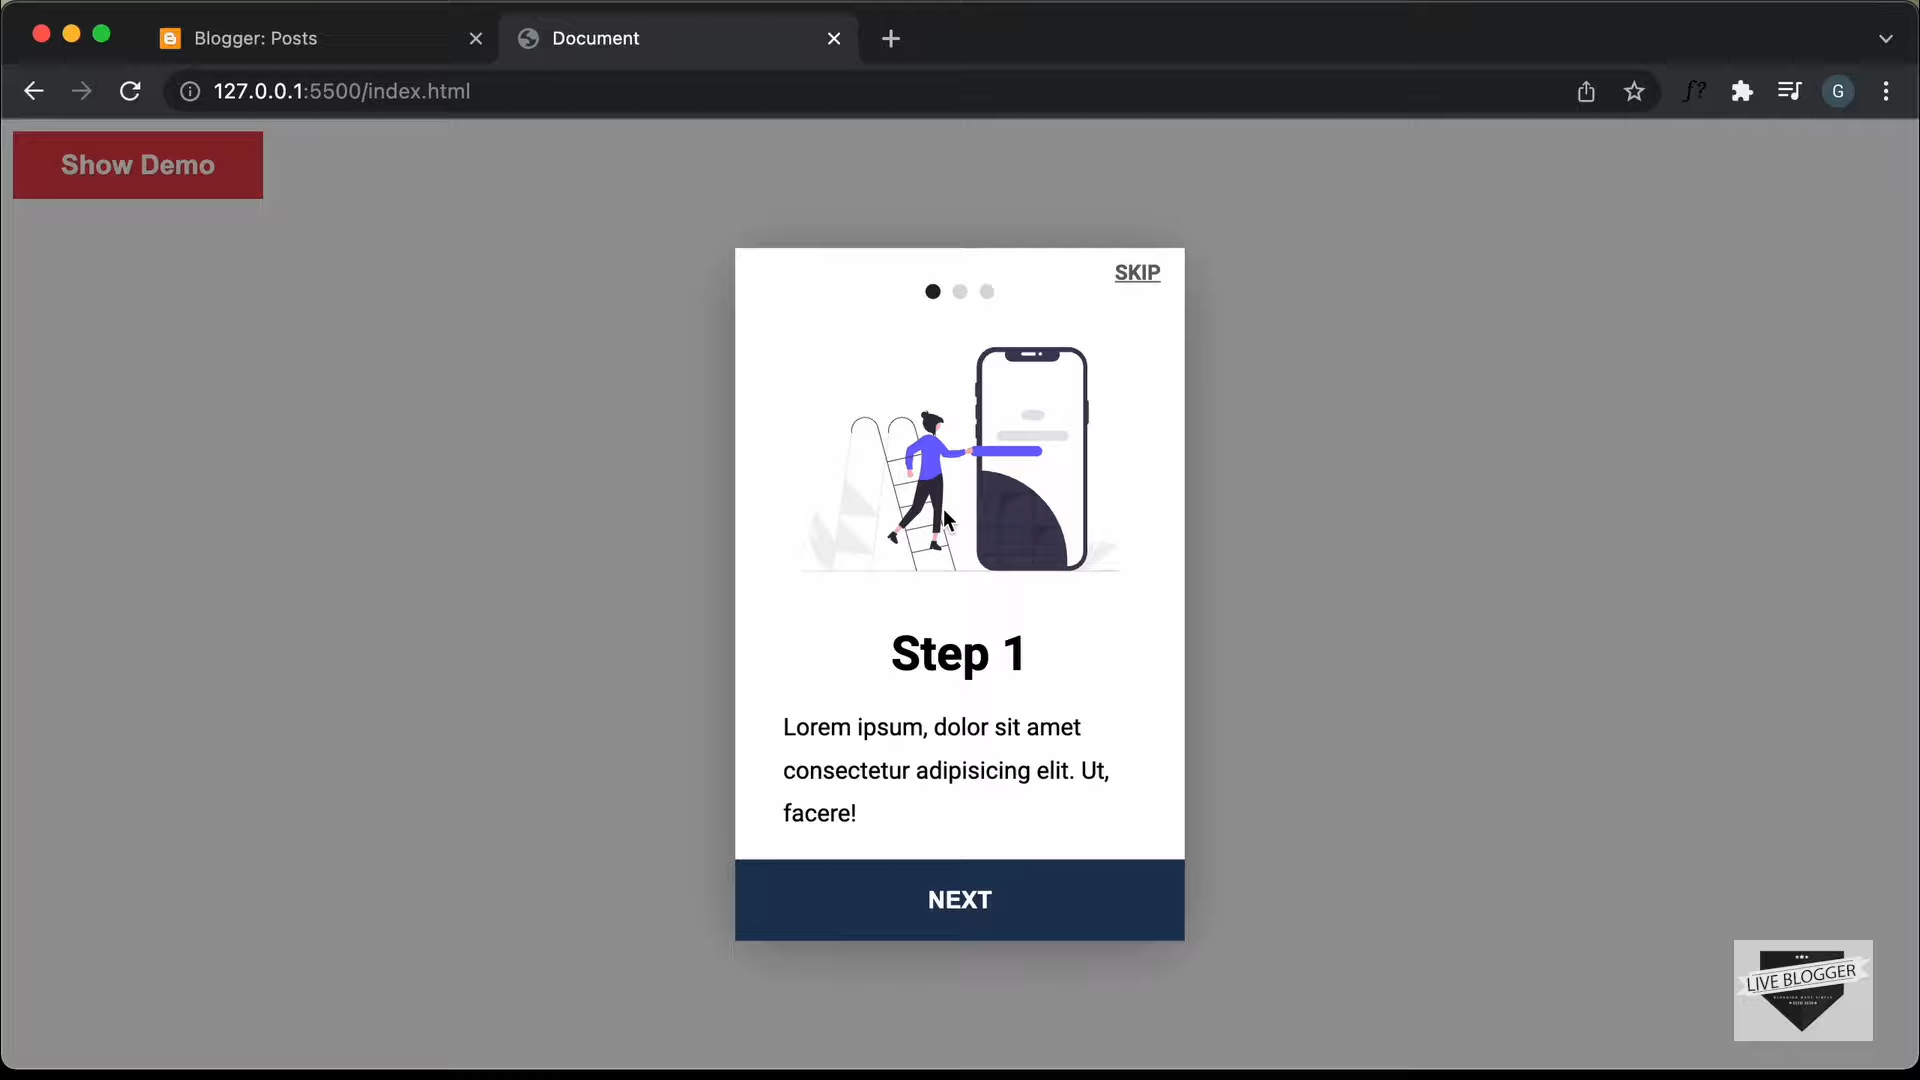 Blogger: Posts
Document
127.0.0.1:5500/index.html
f?
G
Show Demo
SKIP
Step 1
Lorem ipsum, dolor sit amet
consectetur adipisicing elit. Ut,
facere!
NEXT
LIVE BLOGGER